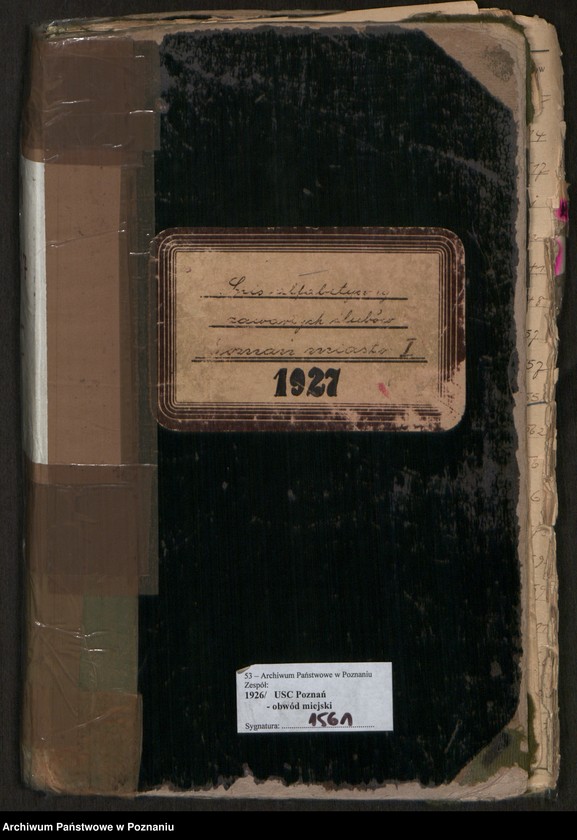 Spis alfabetyczny
zawartych ślubów
Poznań miasto I
1927
53 – Archiwum Państwowe w Poznaniu
Zespół:
1926/ USC Poznań
- obwód miejski
Sygnatura: 1561
Archiwum Państwowe w Poznaniu